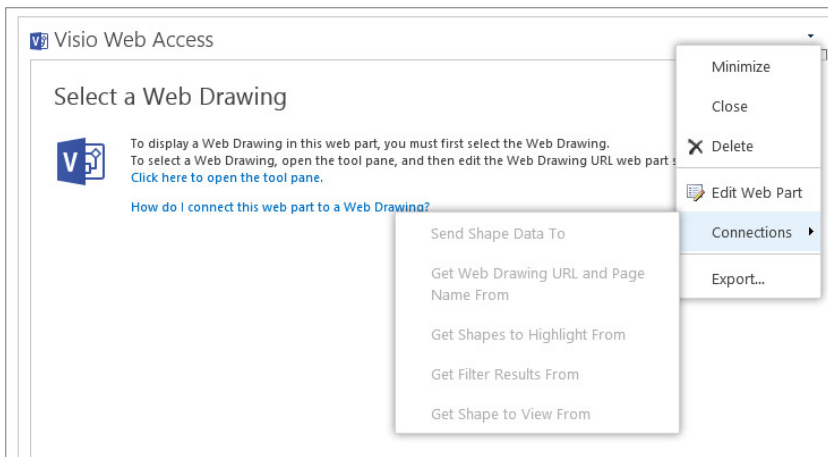 Visio Web Access
Select a Web Drawing
To display a Web Drawing in this web part, you must first select the Web Drawing.
To select a Web Drawing, open the tool pane, and then edit the Web Drawing URL web part
Click here to open the tool pane.
How do I connect this web part to a Web Drawing?
Minimize
Close
Delete
Edit Web Part
Connections
Export...
Send Shape Data To
Get Web Drawing URL and Page
Name From
Get Shapes to Highlight From
Get Filter Results From
Get Shape to View From